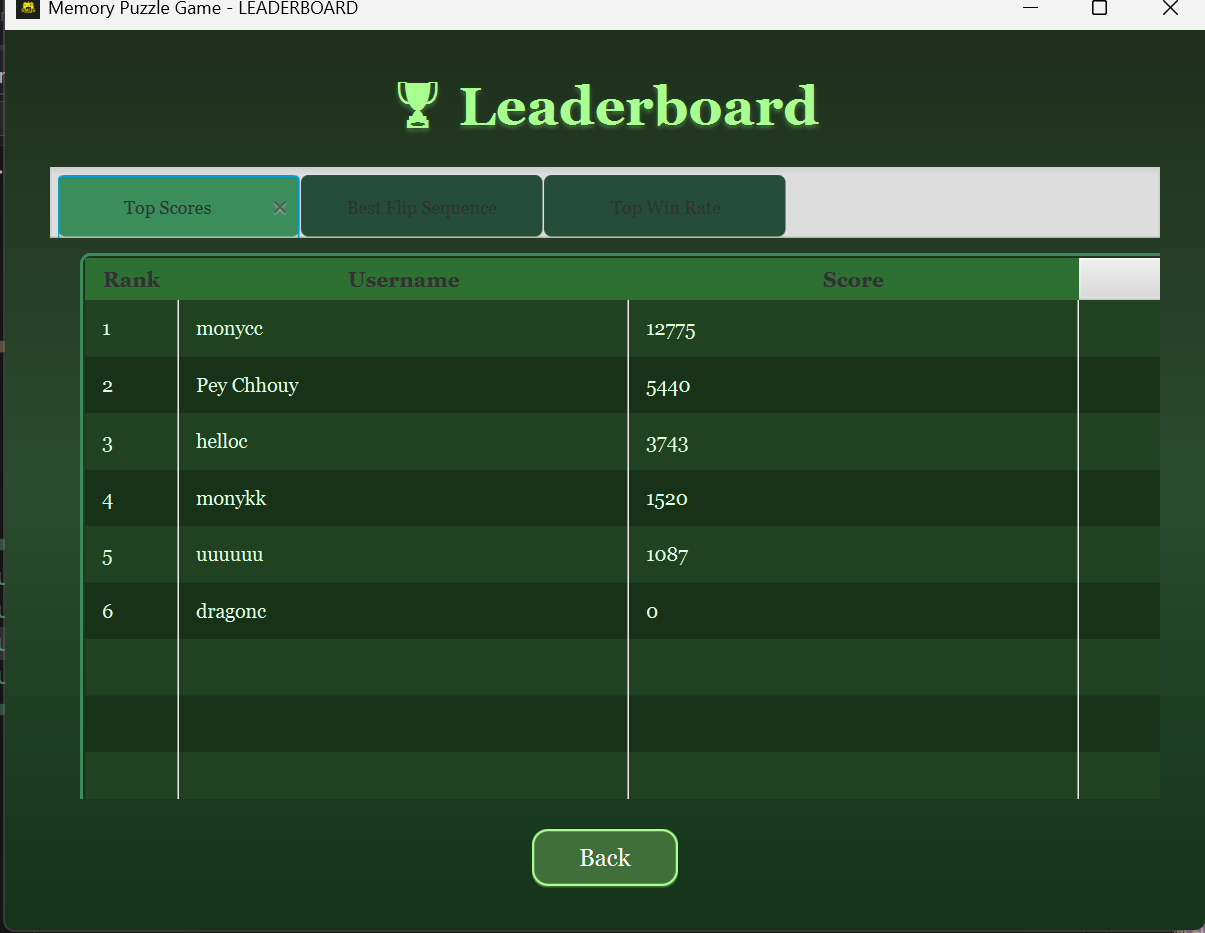 Memory Puzzle Game - LEADERBOARD
Leaderboard
Top Scores Best Flip Sequence Top Win Rate
Rank Username Score
1 monycc 12775
2 Pey Chhouy 5440
3 helloc 3743
4 monykk 1520
5 uuuuuu 1087
6 dragonc 0
Back